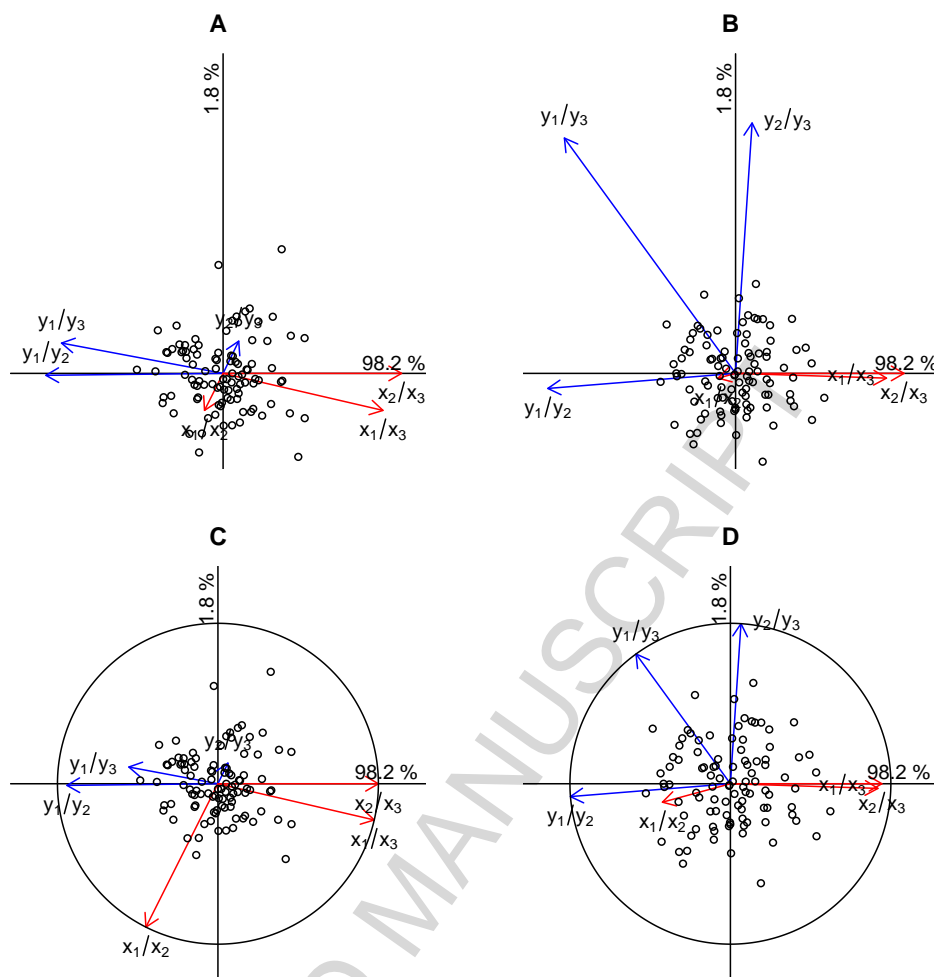 A
B
1.8 %
1.8 %
y1/y3
y2/y3
y1/y3
y2/y3
y1/y2
98.2 %
98.2 %
x1/x3
x2/x3
x1/x2
y1/y2
x2/x3
x1/x2
x1/x3
C
D
1.8 %
1.8 %
y1/y3
y2/y3
y2/y3
y1/y3
98.2 %
98.2 %
x1/x3
y1/y2
x2/x3
y1/y2
x1/x2
x2/x3
x1/x3
x1/x2
D MANUSCRIPT